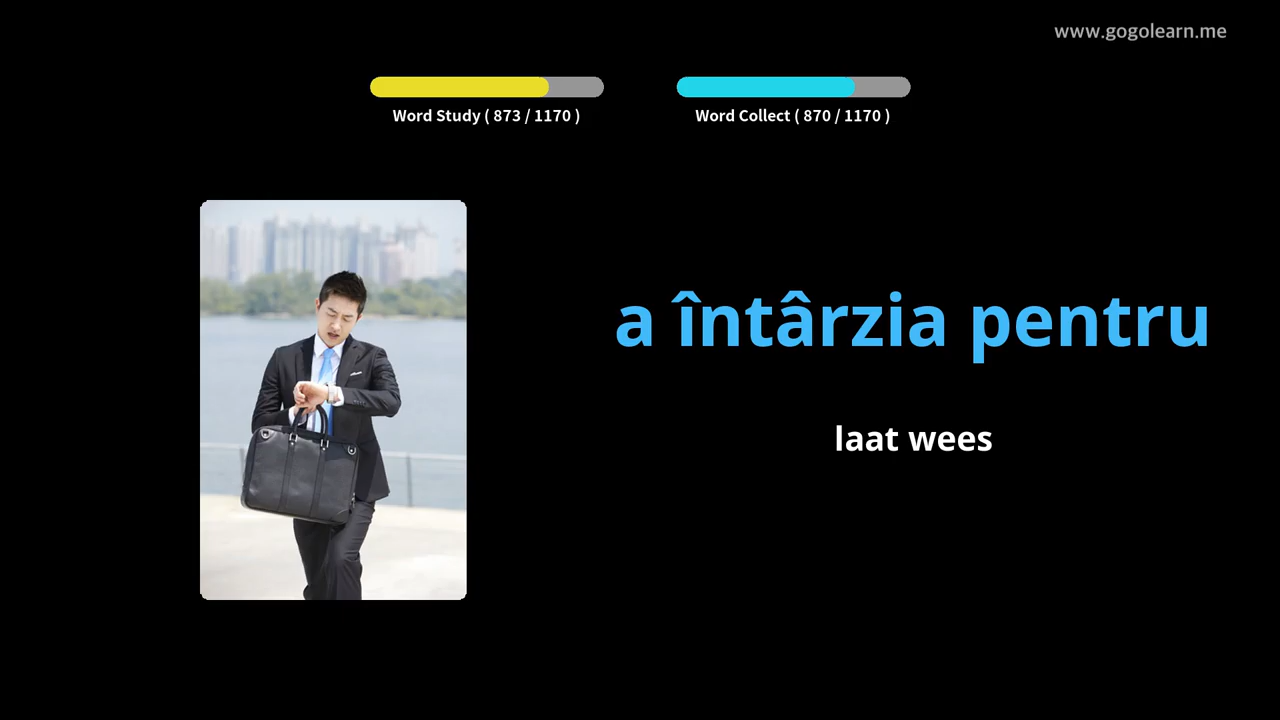 www.gogolearn.me
Word Study ( 873 / 1170 )
Word Collect ( 870 / 1170 )
a întârzia pentru
laat wees